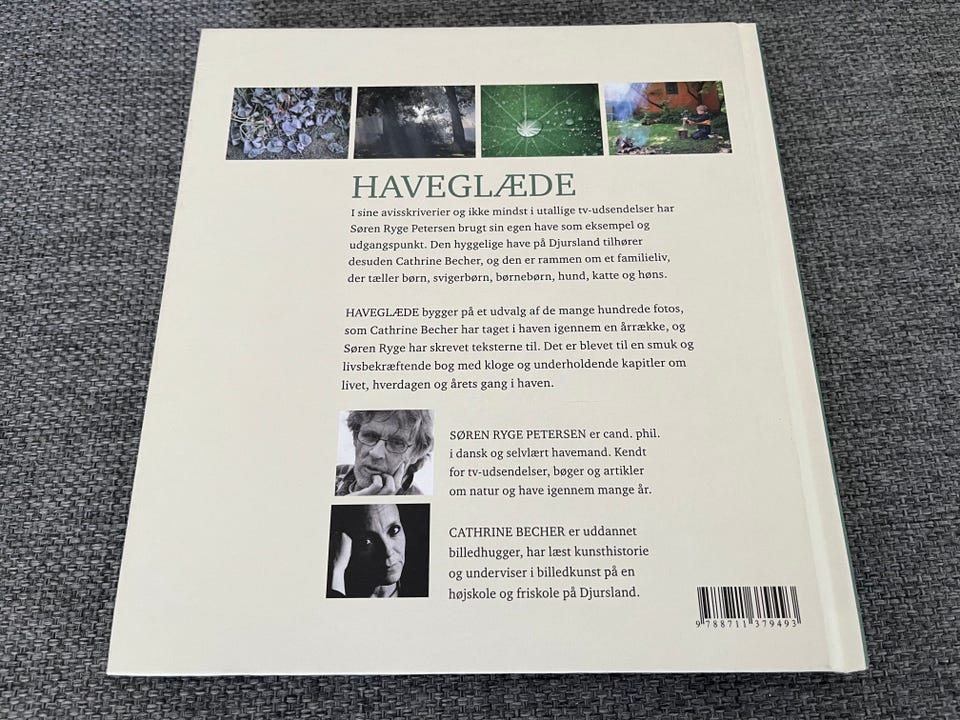 HAVEGLÆDE
I sine avisskriverier og ikke mindst i utallige tv-udsendelser har
Søren Ryge Petersen brugt sin egen have som eksempel og
udgangspunkt. Den hyggelige have på Djursland tilhører
desuden Cathrine Becher, og den er rammen om et familieliv,
der tæller børn, svigerbørn, børnebørn, hund, katte og høns.
HAVEGLÆDE bygger på et udvalg af de mange hundrede fotos,
som Cathrine Becher har taget i haven igennem en årrække, og
Søren Ryge har skrevet teksterne til. Det er blevet til en smuk og
livsbekræftende bog med kloge og underholdende kapitler om
livet, hverdagen og årets gang i haven.
SØREN RYGE PETERSEN er cand. phil.
i dansk og selvlært havemand. Kendt
for tv-udsendelser, bøger og artikler
om natur og have igennem mange år.
CATHRINE BECHER er uddannet
billedhugger, har læst kunsthistorie
og underviser i billedkunst på en
højskole og friskole på Djursland.
9 788711 379493